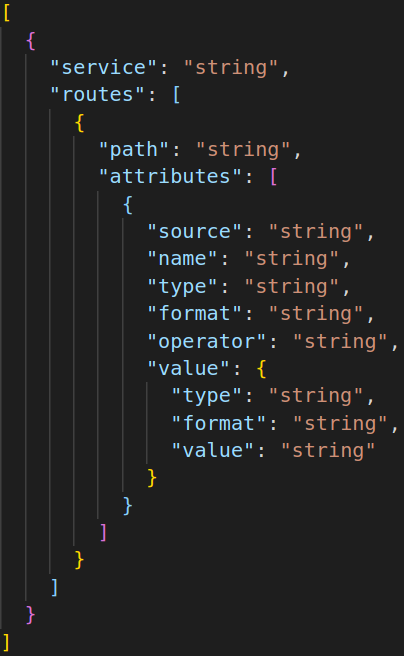 [
  {
    "service": "string",
    "routes": [
      {
        "path": "string",
        "attributes": [
          {
            "source": "string",
            "name": "string",
            "type": "string",
            "format": "string",
            "operator": "string",
            "value": {
              "type": "string",
              "format": "string",
              "value": "string"
            }
          }
        ]
      }
    ]
  }
]